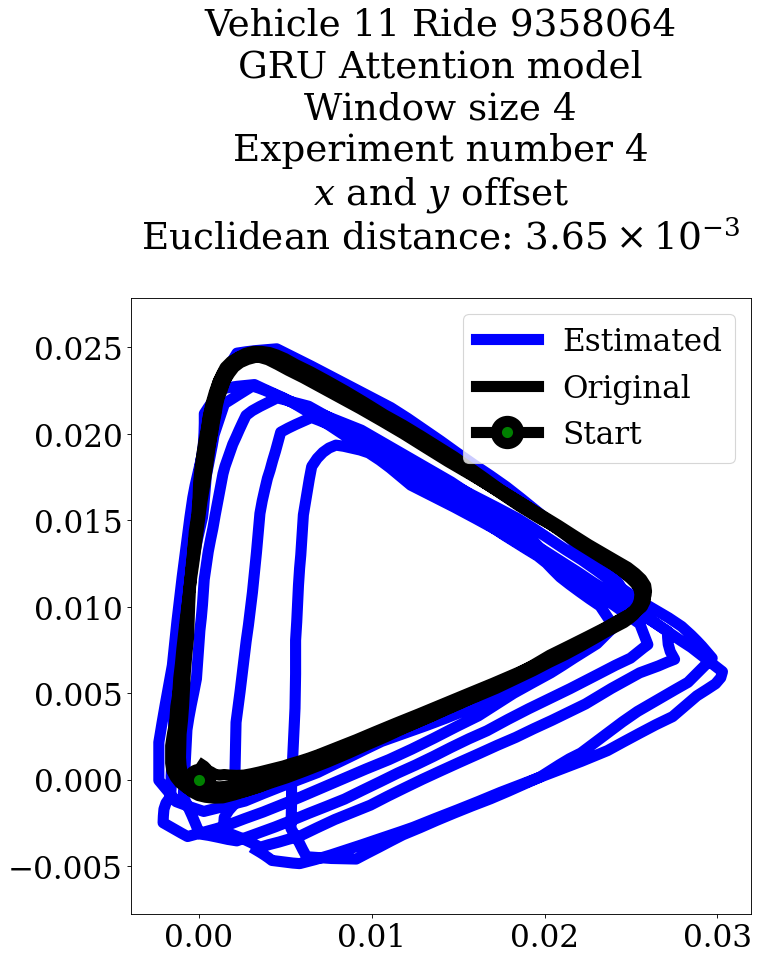 Vehicle 11 Ride 9358064
GRU Attention model
Window size 4
Experiment number 4
x and y offset
Euclidean distance: 3.65 × 10⁻³
Estimated
Original
Start
0.025
0.020
0.015
0.010
0.005
0.000
−0.005
0.00 0.01 0.02 0.03